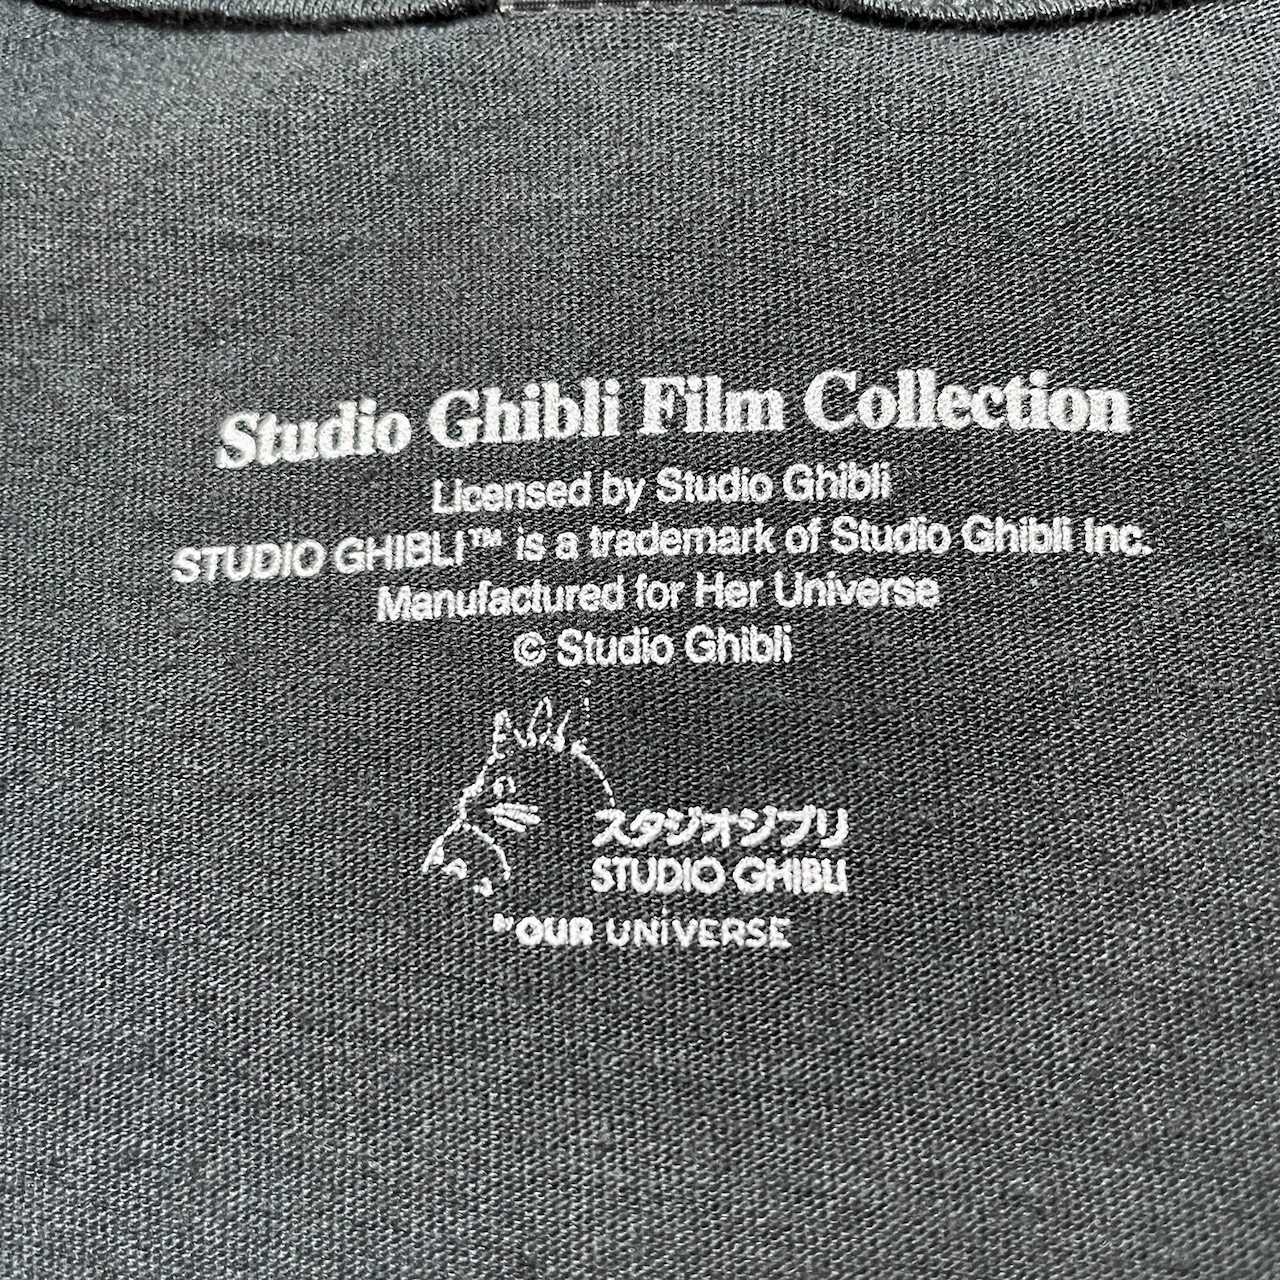 Studio Ghibli Film Collection
Licensed by Studio Ghibli
STUDIO GHIBLI™ is a trademark of Studio Ghibli Inc.
Manufactured for Her Universe
© Studio Ghibli
スタジオジブリ
STUDIO GHIBLI
OUR UNiVERSE